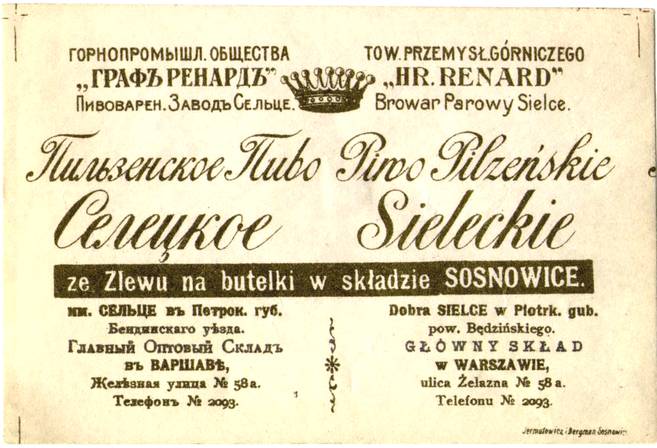 ГОРНОПРОМЫШЛ. ОБЩЕСТВА
„ГРАФЪ РЕНАРДЪ"
ПИВОВАРЕН. ЗАВОДЪ СЕЛЬЦЕ.
TOW. PRZEMYSŁ. GÓRNICZEGO
„HR. RENARD"
Browar Parowy Sielce.
Пильзенское Пиво
Piwo Pilzeńskie
Селецкое
Sieleckie
ze Zlewu na butelki w składzie SOSNOWICE.
им. СЕЛЬЦЕ въ Петрок. губ.
Бендинскаго уѣзда.
ГЛАВНЫЙ ОПТОВЫЙ СКЛАДЪ
въ ВАРШАВѢ,
Желѣзная улица № 58 а.
Телефонъ № 2093.
Dobra SIELCE w Piotrk. gub.
pow. Będzińskiego.
GŁÓWNY SKŁAD
w WARSZAWIE,
ulica Żelazna № 58 a.
Telefonu № 2093.
Jermułowicz i Bergman Sosnowic